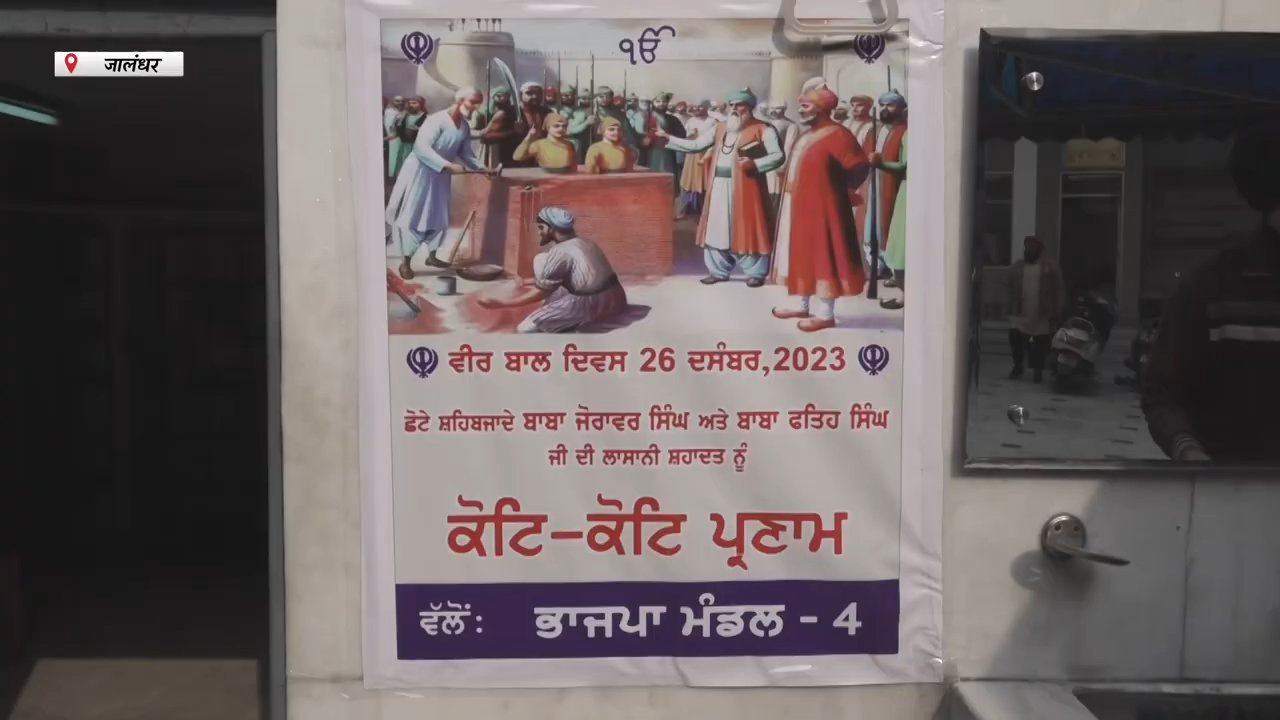 जालंधर
ੴ
ਵੀਰ ਬਾਲ ਦਿਵਸ 26 ਦਸੰਬਰ,2023
ਛੋਟੇ ਸ਼ਹਿਬਜਾਦੇ ਬਾਬਾ ਜੋਰਾਵਰ ਸਿੰਘ ਅਤੇ ਬਾਬਾ ਫਤਿਹ ਸਿੰਘ
ਜੀ ਦੀ ਲਾਸਾਨੀ ਸ਼ਹਾਦਤ ਨੂੰ
ਕੋਟਿ-ਕੋਟਿ ਪ੍ਰਣਾਮ
ਵੱਲੋਂ: ਭਾਜਪਾ ਮੰਡਲ - 4